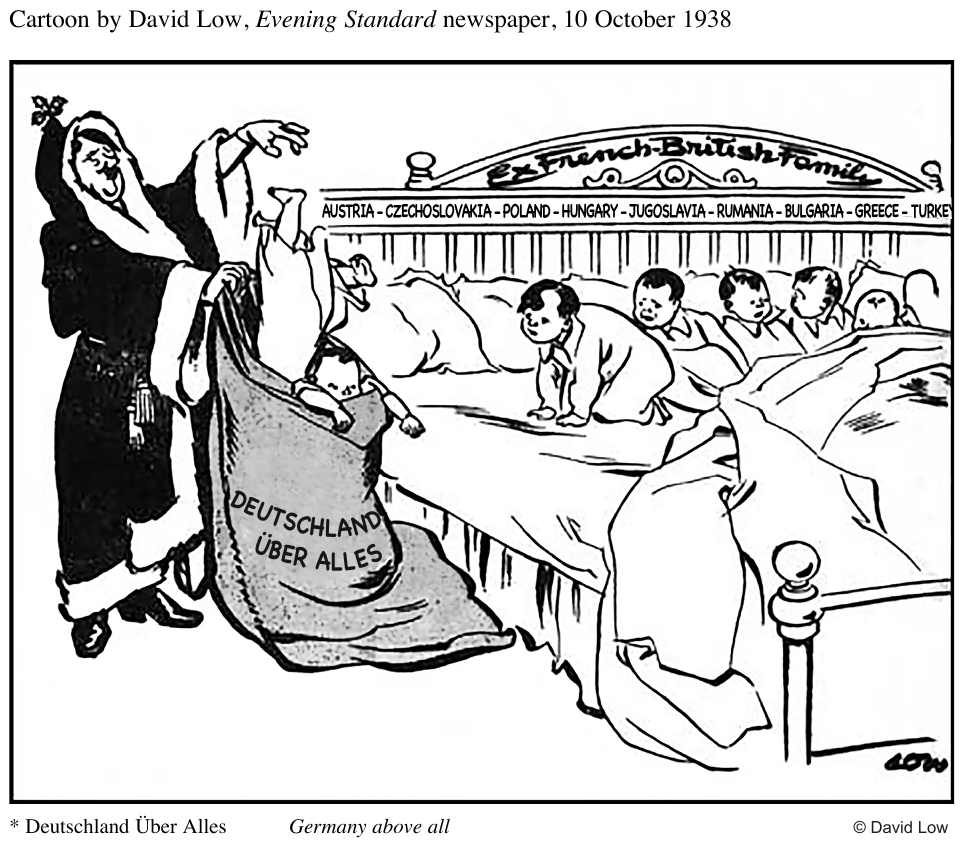 Cartoon by David Low, Evening Standard newspaper, 10 October 1938
Ex French-British Family
AUSTRIA – CZECHOSLOVAKIA – POLAND – HUNGARY – JUGOSLAVIA – RUMANIA – BULGARIA – GREECE – TURKEY
DEUTSCHLAND
ÜBER ALLES
LOW
* Deutschland Über Alles Germany above all
© David Low